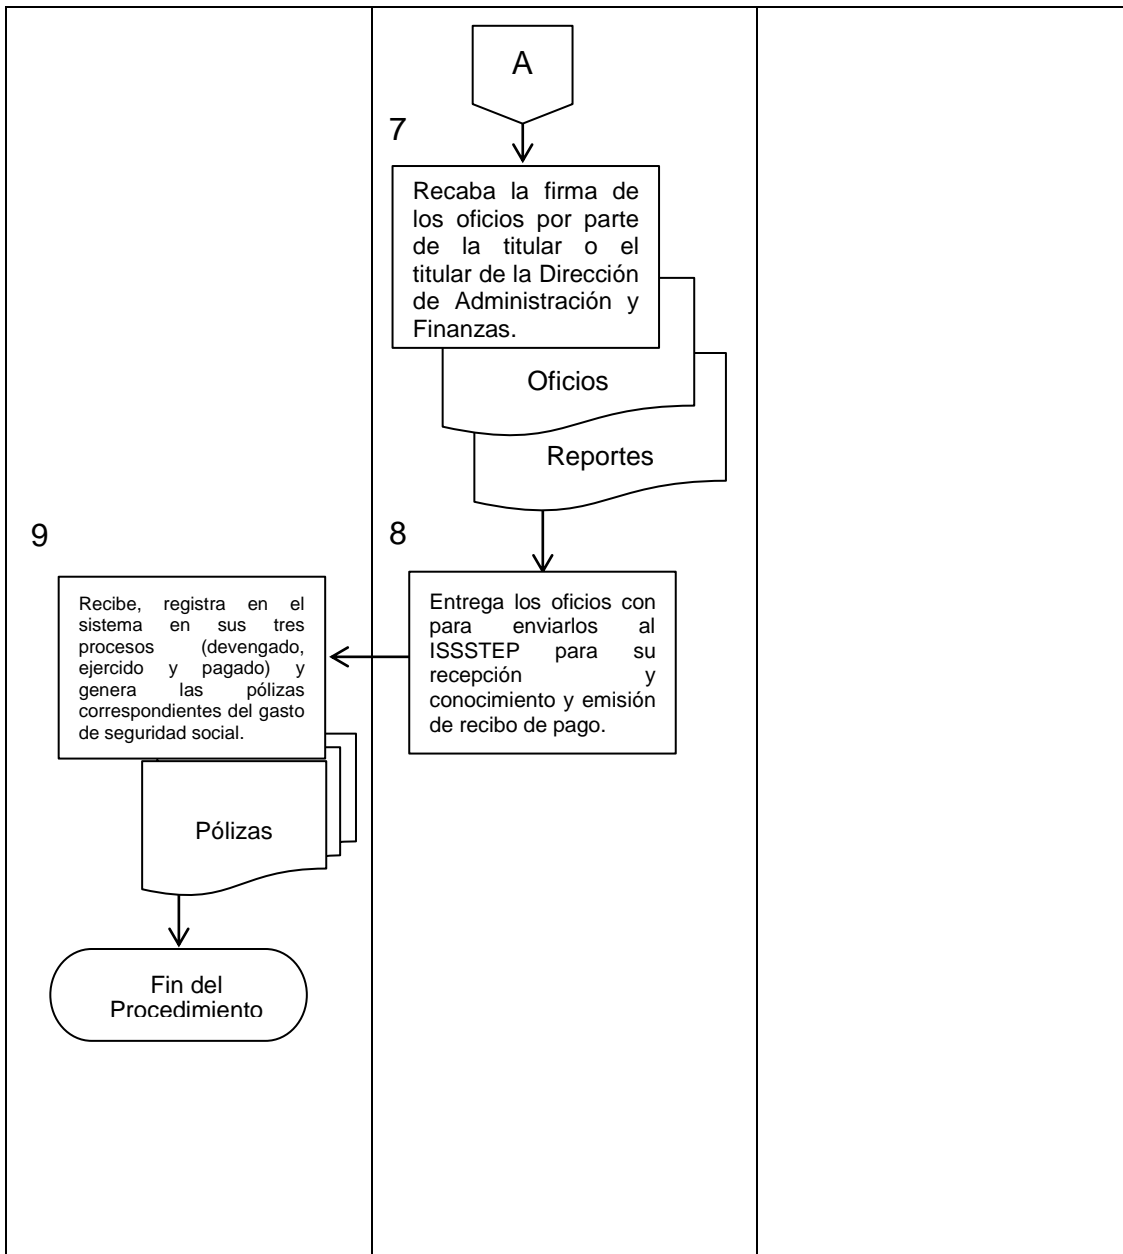 A
7
Recaba la firma de
los oficios por parte
de la titular o el
titular de la Dirección
de Administración y
Finanzas.
Oficios
Reportes
8
Entrega los oficios con
para enviarlos al
ISSSTEP para su
recepción y
conocimiento y emisión
de recibo de pago.
9
Recibe, registra en el
sistema en sus tres
procesos (devengado,
ejercido y pagado) y
genera las pólizas
correspondientes del gasto
de seguridad social.
Pólizas
Fin del
Procedimiento